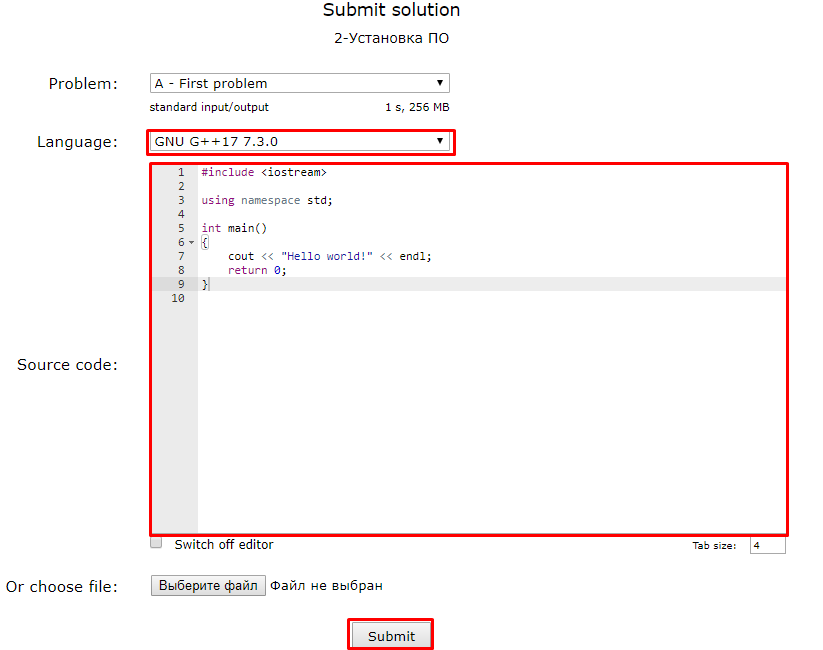 Submit solution
2-Установка ПО
Problem: A - First problem
standard input/output 1 s, 256 MB
Language: GNU G++17 7.3.0
Source code:
1 #include <iostream>
2
3 using namespace std;
4
5 int main()
6 {
7     cout << "Hello world!" << endl;
8     return 0;
9 }
10
Switch off editor Tab size: 4
Or choose file: Выберите файл Файл не выбран
Submit